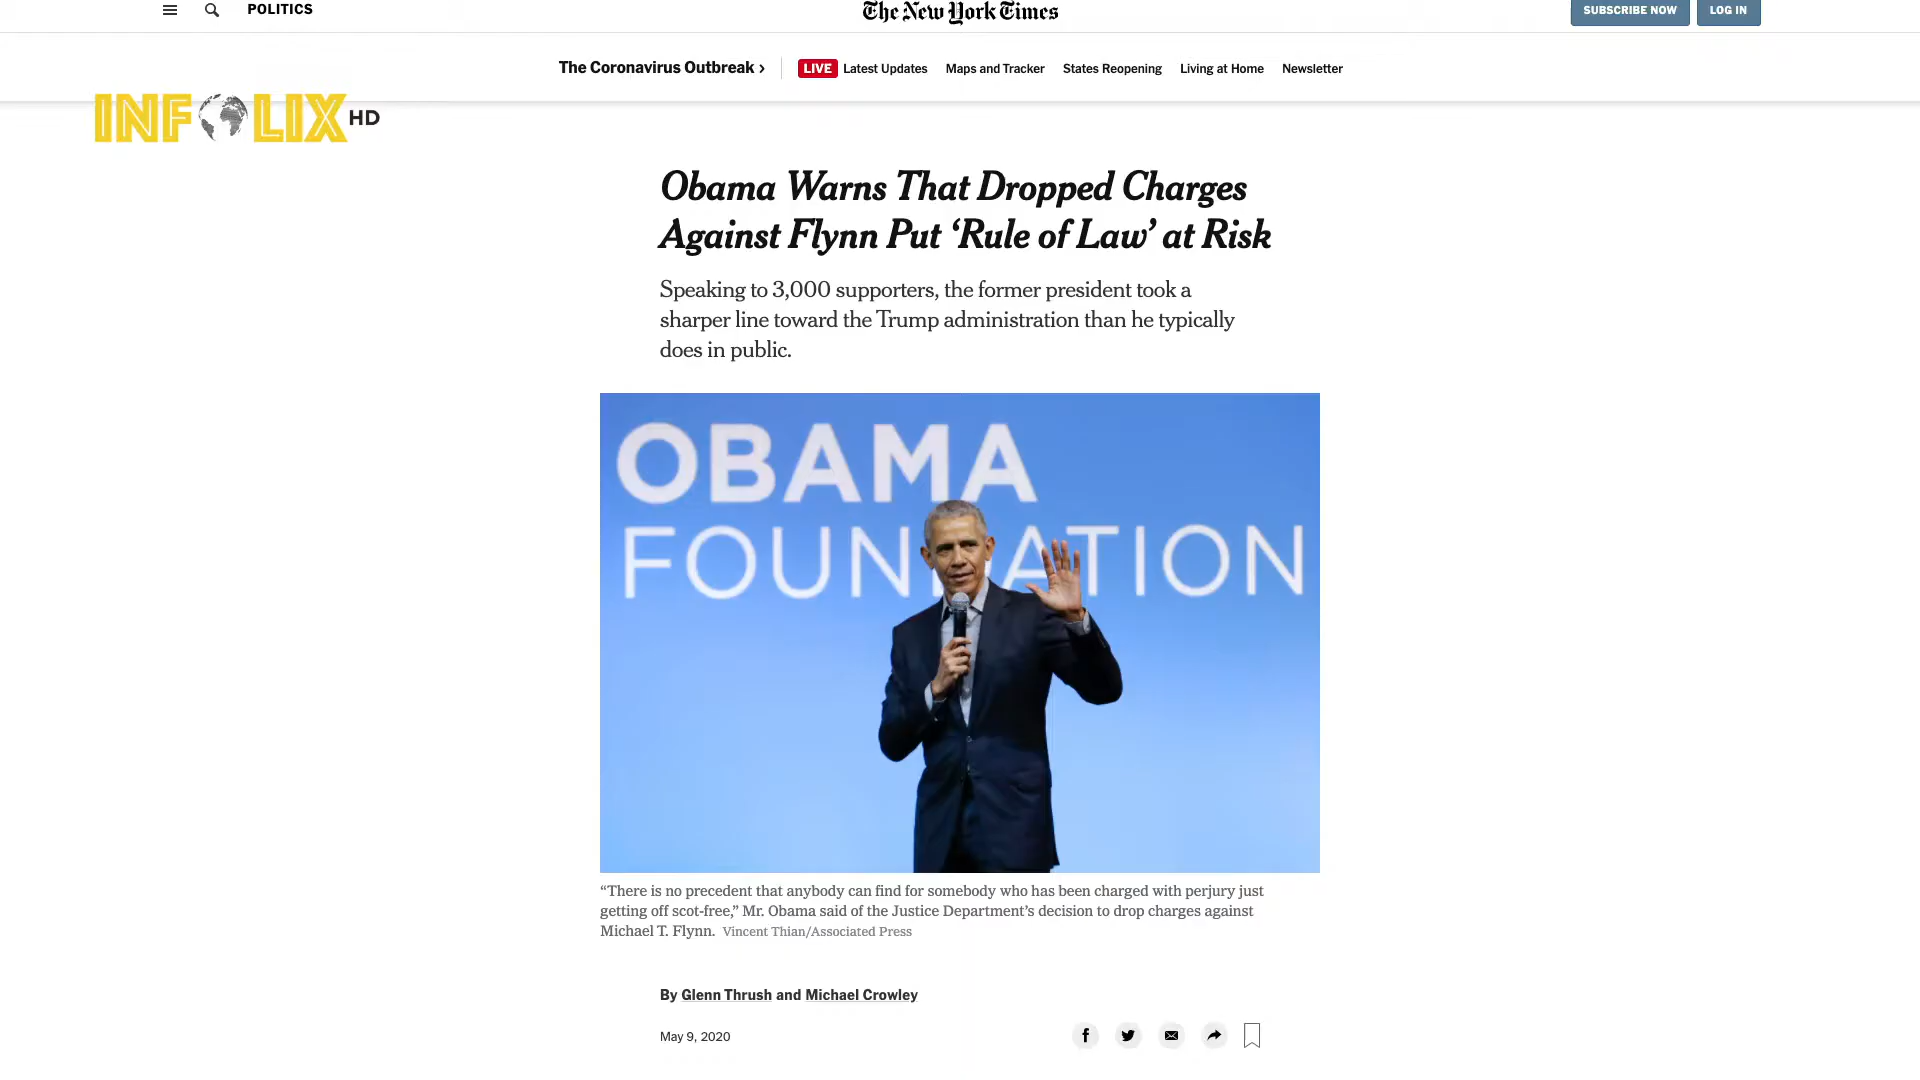 POLITICS
The New York Times
SUBSCRIBE NOW
LOG IN
The Coronavirus Outbreak ›
LIVE Latest Updates
Maps and Tracker
States Reopening
Living at Home
Newsletter
INFOLIX HD
Obama Warns That Dropped Charges
Against Flynn Put ‘Rule of Law’ at Risk
Speaking to 3,000 supporters, the former president took a
sharper line toward the Trump administration than he typically
does in public.
OBAMA
FOUNDATION
“There is no precedent that anybody can find for somebody who has been charged with perjury just
getting off scot-free,” Mr. Obama said of the Justice Department’s decision to drop charges against
Michael T. Flynn. Vincent Thian/Associated Press
By Glenn Thrush and Michael Crowley
May 9, 2020